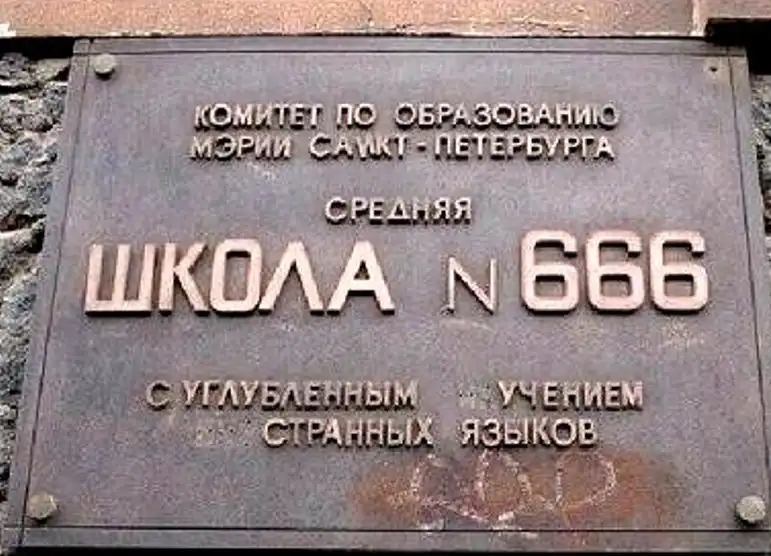 КОМИТЕТ ПО ОБРАЗОВАНИЮ
МЭРИИ САНКТ-ПЕТЕРБУРГА
СРЕДНЯЯ
ШКОЛА N 666
С УГЛУБЛЕННЫМ УЧЕНИЕМ
СТРАННЫХ ЯЗЫКОВ